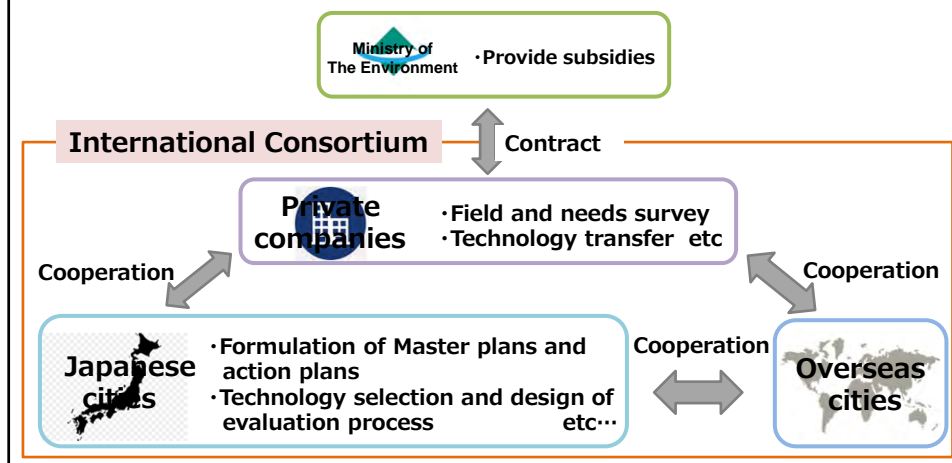 Ministry of
The Environment
・Provide subsidies
International Consortium
Contract
Private
companies
・Field and needs survey
・Technology transfer etc
Cooperation
Cooperation
Japanese
cities
・Formulation of Master plans and
action plans
・Technology selection and design of
evaluation process etc…
Cooperation
Overseas
cities